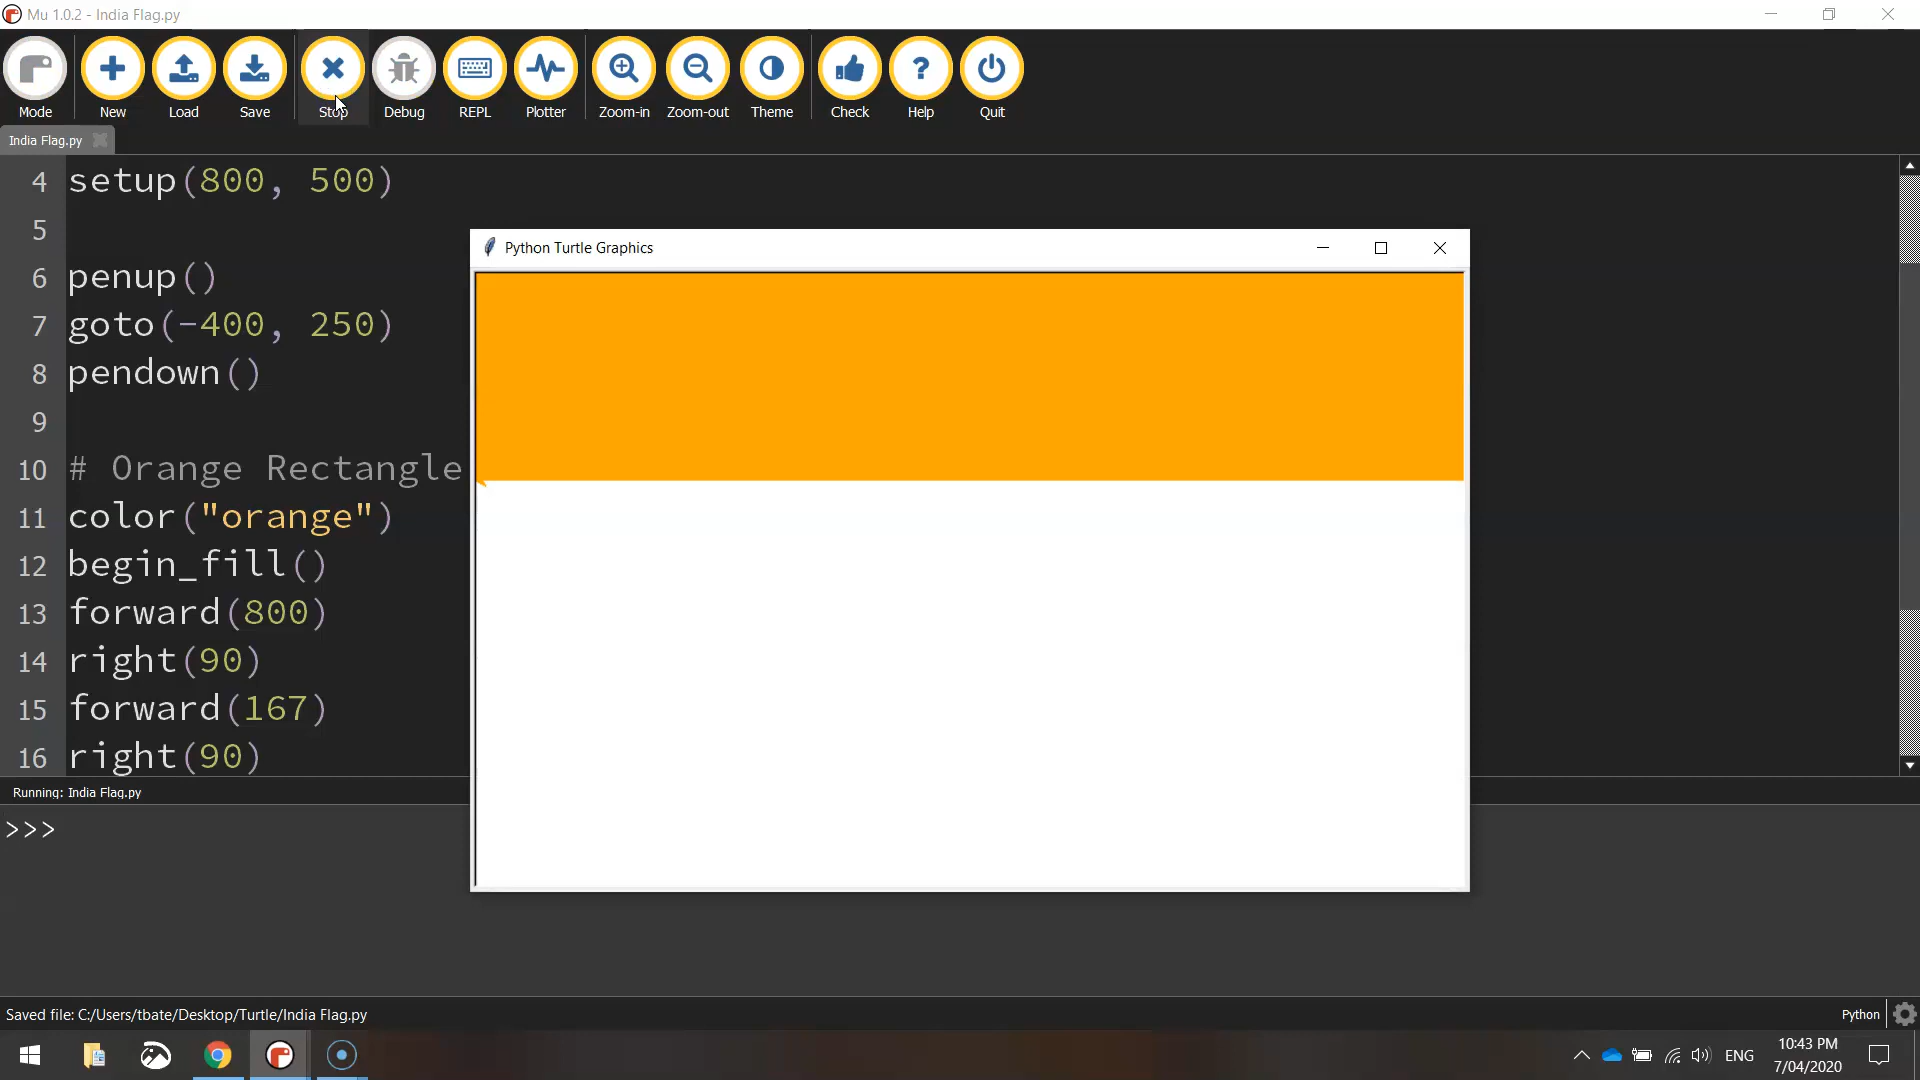 Mu 1.0.2 - India Flag.py
Mode New Load Save Stop Debug REPL Plotter Zoom-in Zoom-out Theme Check Help Quit
India Flag.py
4 setup(800, 500)
5
6 penup()
7 goto(-400, 250)
8 pendown()
9
10 # Orange Rectangle
11 color("orange")
12 begin_fill()
13 forward(800)
14 right(90)
15 forward(167)
16 right(90)
Python Turtle Graphics
Running: India Flag.py
>>>
Saved file: C:/Users/tbate/Desktop/Turtle/India Flag.py
Python
ENG
10:43 PM
7/04/2020